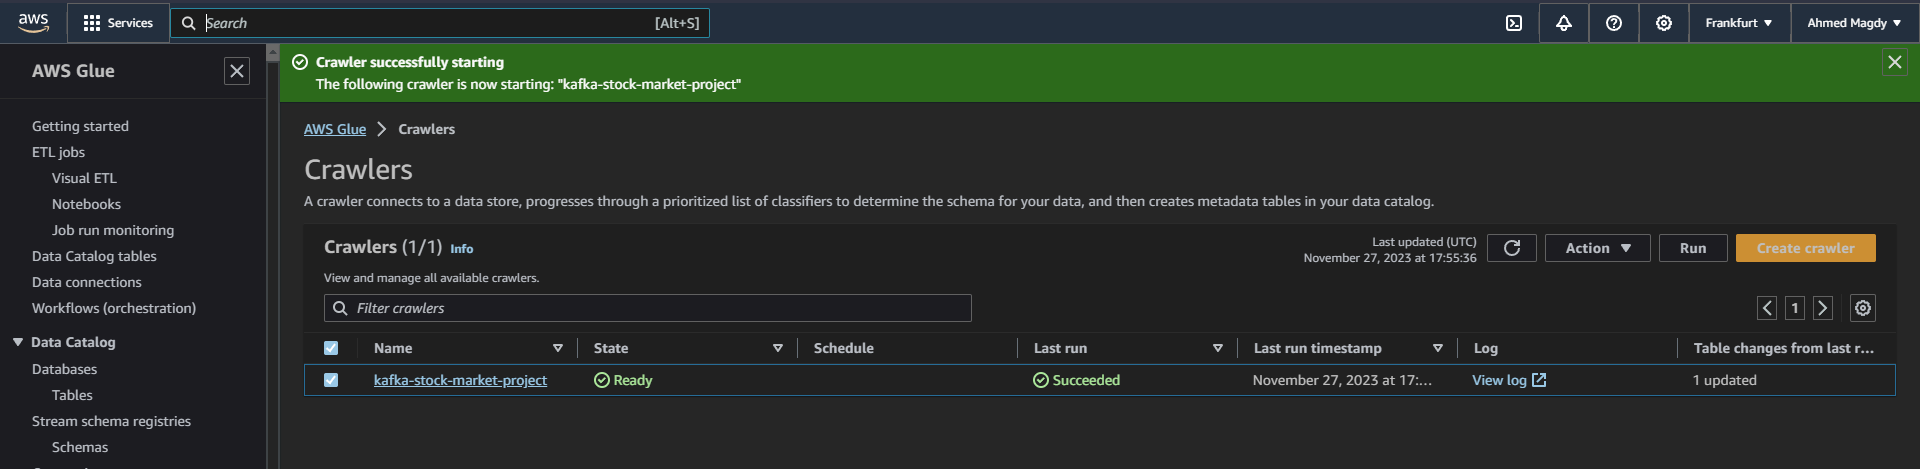 aws
Services
Search
[Alt+S]
Frankfurt
Ahmed Magdy
AWS Glue
Getting started
ETL jobs
Visual ETL
Notebooks
Job run monitoring
Data Catalog tables
Data connections
Workflows (orchestration)
Data Catalog
Databases
Tables
Stream schema registries
Schemas
Crawler successfully starting
The following crawler is now starting: "kafka-stock-market-project"
AWS Glue > Crawlers
Crawlers
A crawler connects to a data store, progresses through a prioritized list of classifiers to determine the schema for your data, and then creates metadata tables in your data catalog.
Crawlers (1/1) Info
View and manage all available crawlers.
Last updated (UTC)
November 27, 2023 at 17:55:36
Action
Run
Create crawler
Filter crawlers
1
Name State Schedule Last run Last run timestamp Log Table changes from last r...
kafka-stock-market-project Ready Succeeded November 27, 2023 at 17:... View log 1 updated